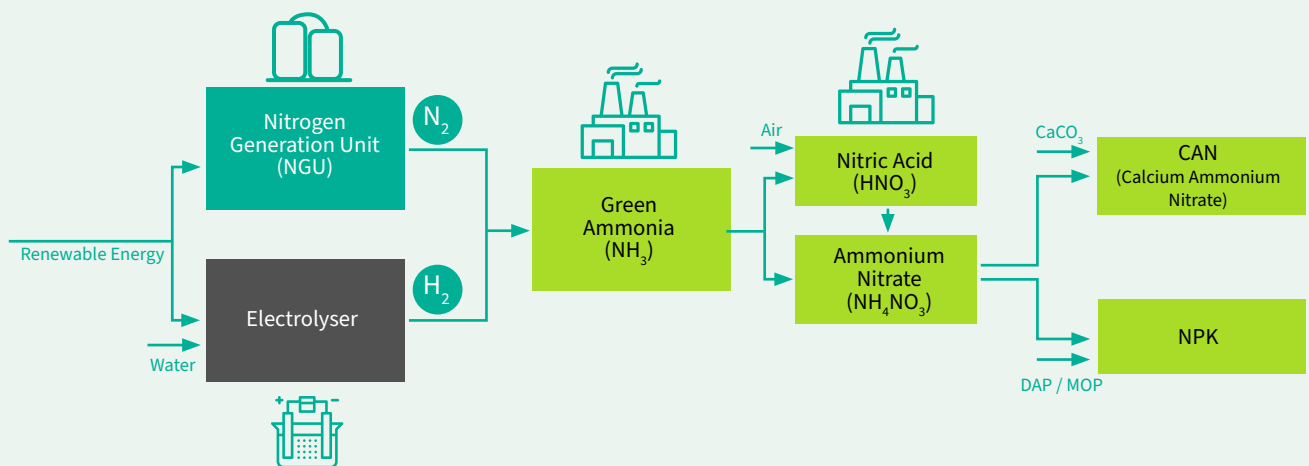 Renewable Energy
Water
Nitrogen
Generation Unit
(NGU)
Electrolyser
+ −
N₂
H₂
Green
Ammonia
(NH₃)
Air
Nitric Acid
(HNO₃)
Ammonium
Nitrate
(NH₄NO₃)
CaCO₃
CAN
(Calcium Ammonium
Nitrate)
NPK
DAP / MOP